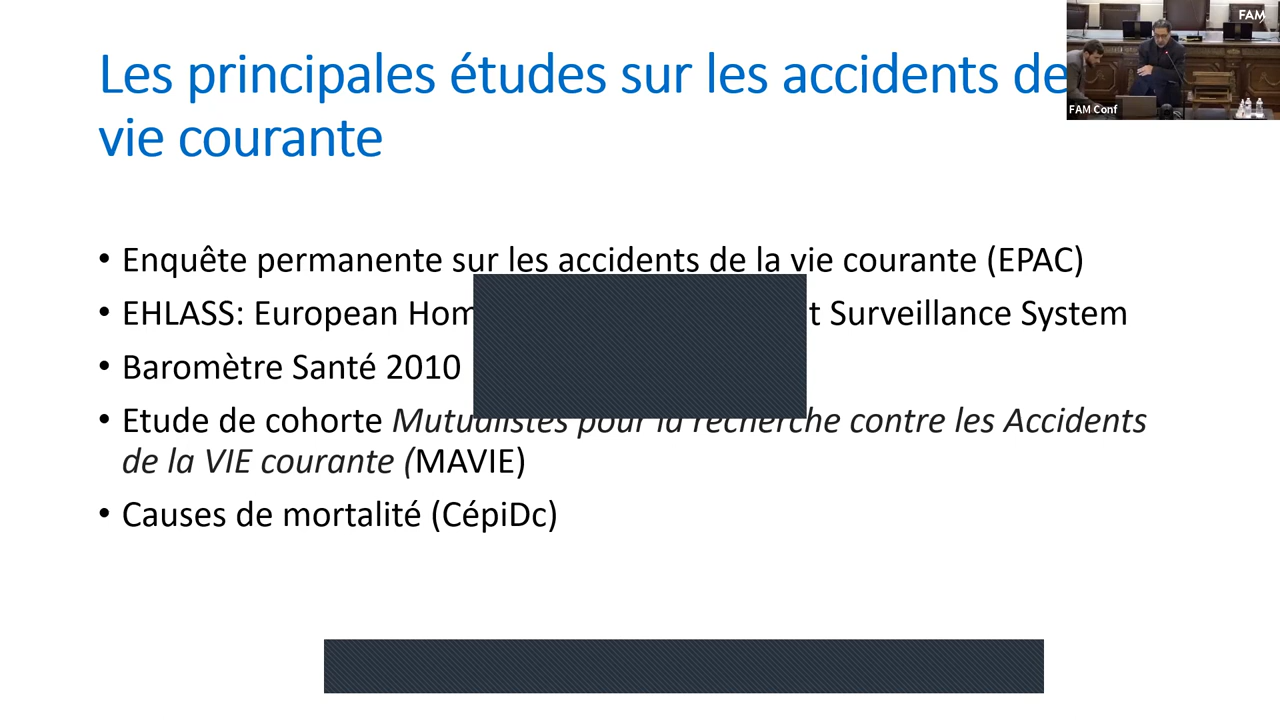 Les principales études sur les accidents de
vie courante
FAM
FAM Conf
• Enquête permanente sur les accidents de la vie courante (EPAC)
• EHLASS: European Hom t Surveillance System
• Baromètre Santé 2010
• Etude de cohorte Mutualistes pour la recherche contre les Accidents
de la VIE courante (MAVIE)
• Causes de mortalité (CépiDc)